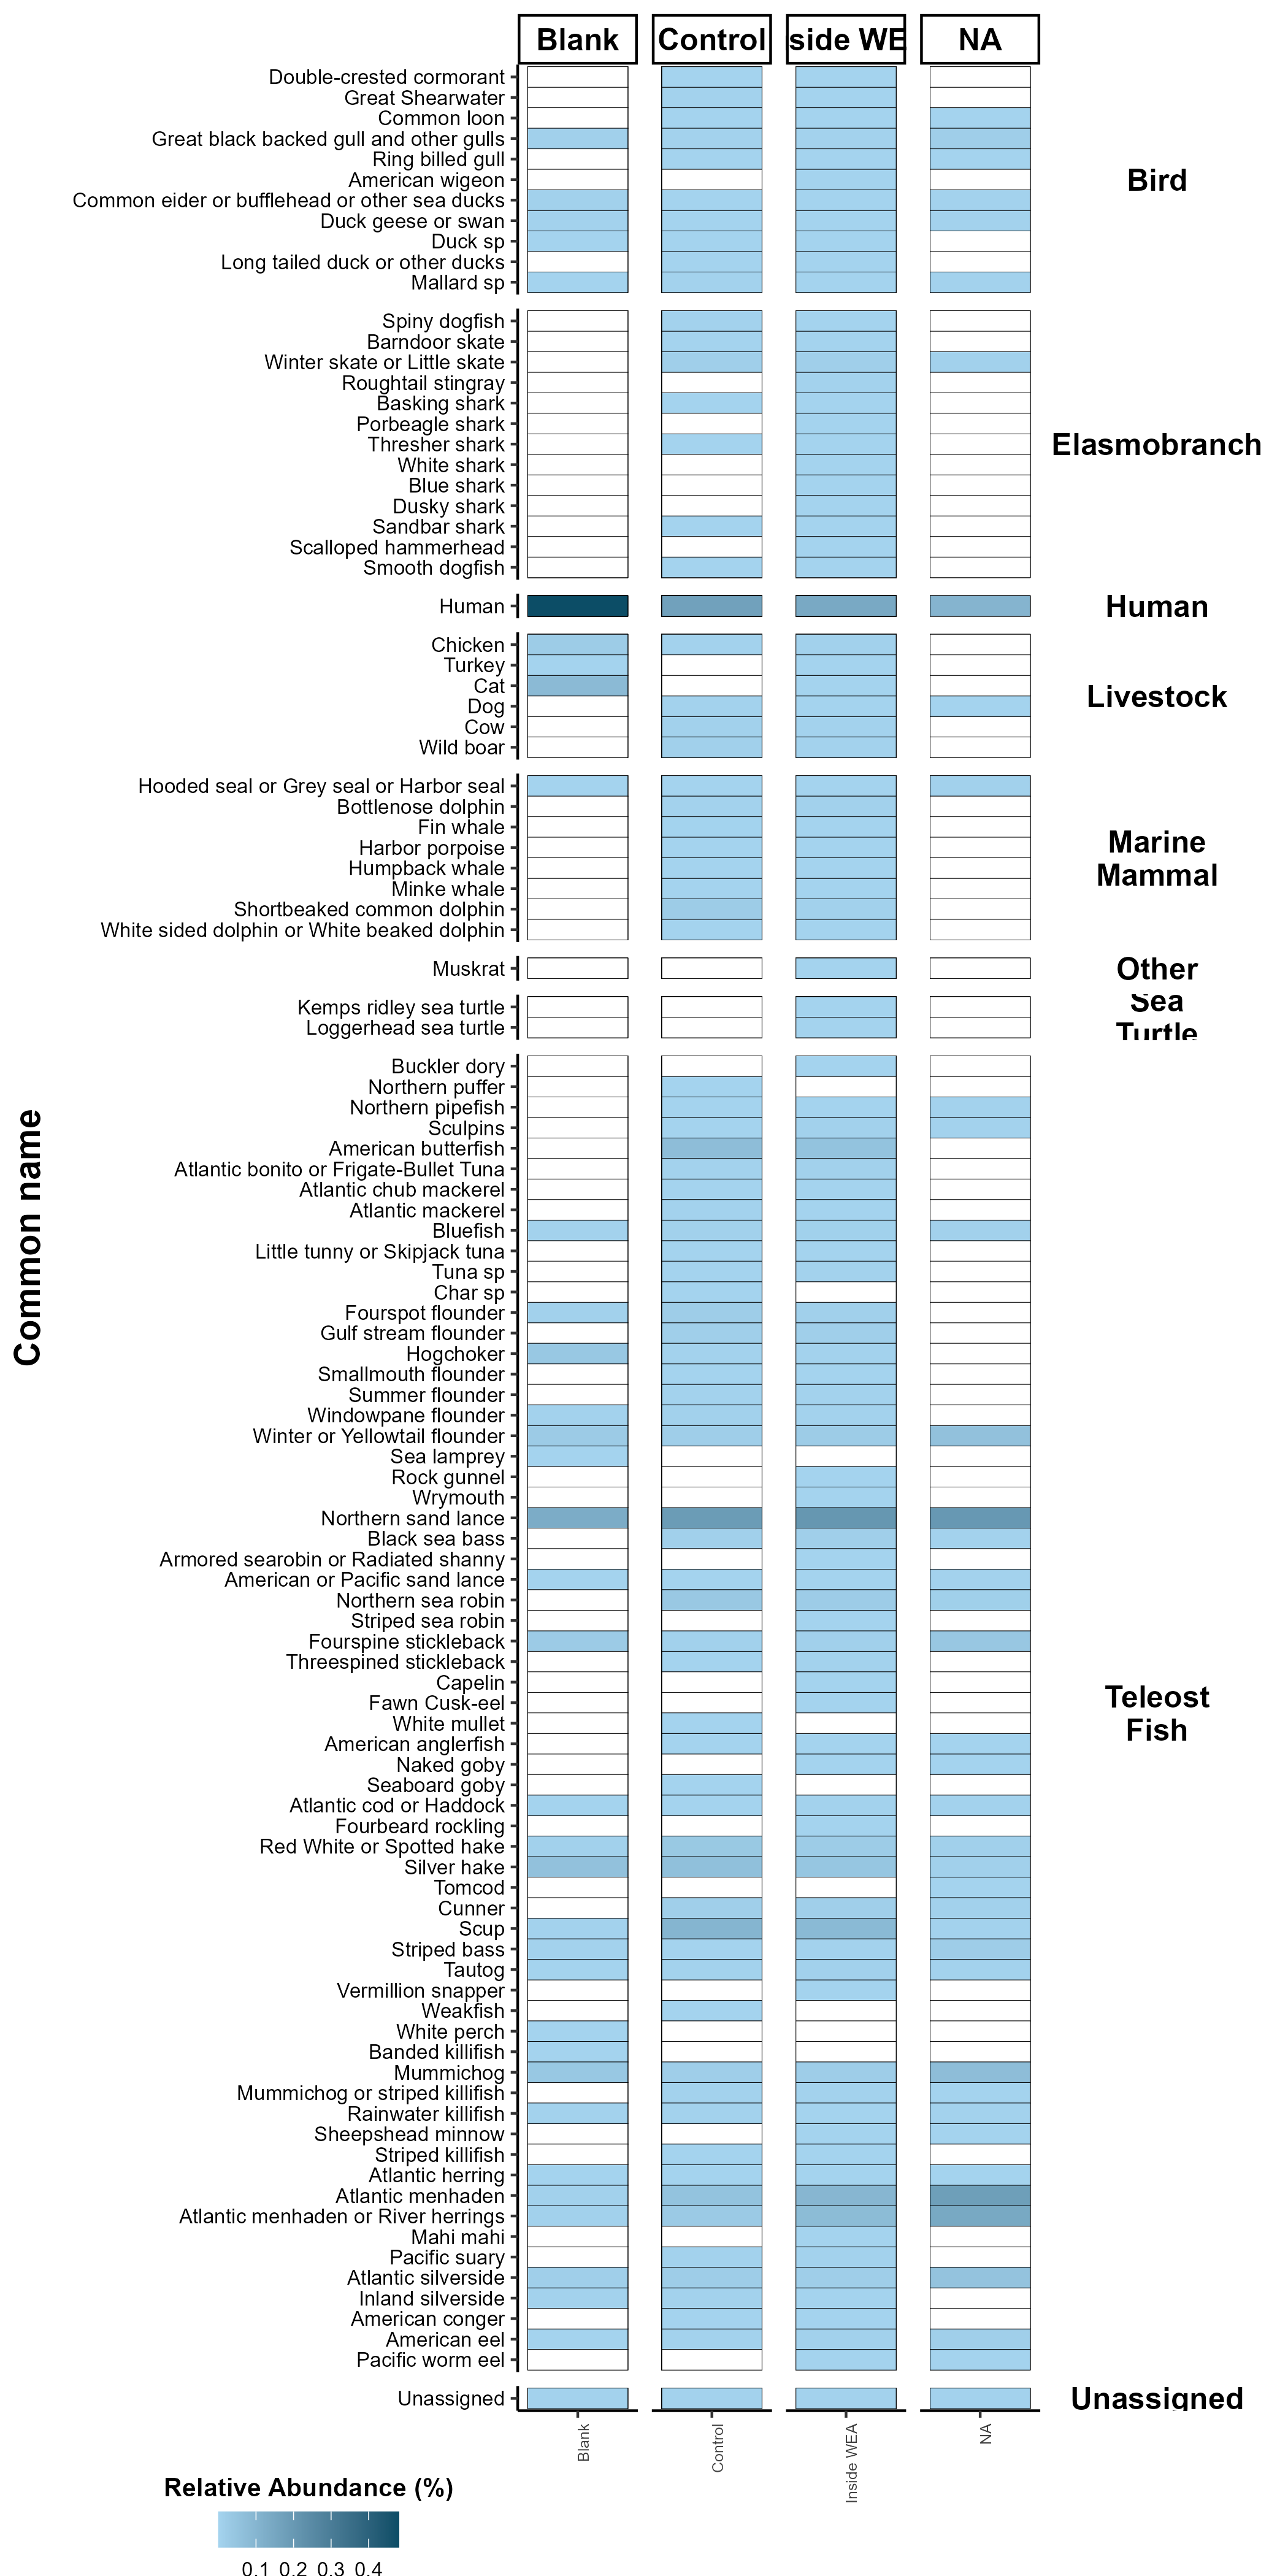 Blank
Control
side WE
NA
Double-crested cormorant
Great Shearwater
Common loon
Great black backed gull and other gulls
Ring billed gull
American wigeon
Common eider or bufflehead or other sea ducks
Duck geese or swan
Duck sp
Long tailed duck or other ducks
Mallard sp
Bird
Spiny dogfish
Barndoor skate
Winter skate or Little skate
Roughtail stingray
Basking shark
Porbeagle shark
Thresher shark
White shark
Blue shark
Dusky shark
Sandbar shark
Scalloped hammerhead
Smooth dogfish
Elasmobranch
Human
Human
Chicken
Turkey
Cat
Dog
Cow
Wild boar
Livestock
Hooded seal or Grey seal or Harbor seal
Bottlenose dolphin
Fin whale
Harbor porpoise
Humpback whale
Minke whale
Shortbeaked common dolphin
White sided dolphin or White beaked dolphin
Marine
Mammal
Muskrat
Other
Kemps ridley sea turtle
Loggerhead sea turtle
Sea
Turtle
Common name
Buckler dory
Northern puffer
Northern pipefish
Sculpins
American butterfish
Atlantic bonito or Frigate-Bullet Tuna
Atlantic chub mackerel
Atlantic mackerel
Bluefish
Little tunny or Skipjack tuna
Tuna sp
Char sp
Fourspot flounder
Gulf stream flounder
Hogchoker
Smallmouth flounder
Summer flounder
Windowpane flounder
Winter or Yellowtail flounder
Sea lamprey
Rock gunnel
Wrymouth
Northern sand lance
Black sea bass
Armored searobin or Radiated shanny
American or Pacific sand lance
Northern sea robin
Striped sea robin
Fourspine stickleback
Threespined stickleback
Capelin
Fawn Cusk-eel
White mullet
American anglerfish
Naked goby
Seaboard goby
Atlantic cod or Haddock
Fourbeard rockling
Red White or Spotted hake
Silver hake
Tomcod
Cunner
Scup
Striped bass
Tautog
Vermillion snapper
Weakfish
White perch
Banded killifish
Mummichog
Mummichog or striped killifish
Rainwater killifish
Sheepshead minnow
Striped killifish
Atlantic herring
Atlantic menhaden
Atlantic menhaden or River herrings
Mahi mahi
Pacific suary
Atlantic silverside
Inland silverside
American conger
American eel
Pacific worm eel
Teleost
Fish
Unassigned
Unassigned
Blank
Control
Inside WEA
NA
Relative Abundance (%)
0.1 0.2 0.3 0.4